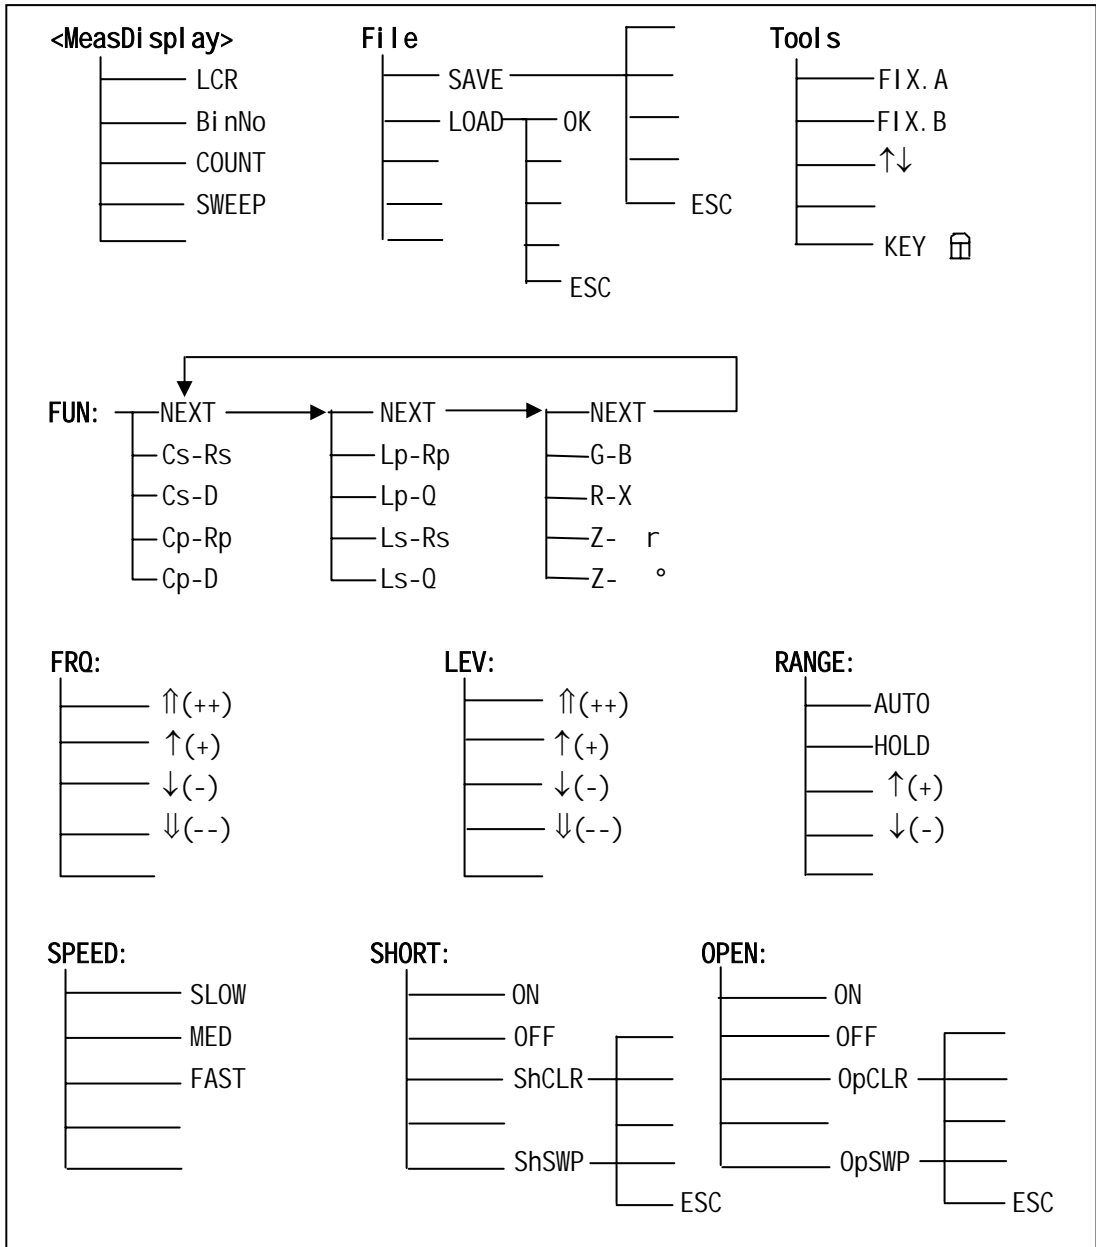 <MeasDisplay>
LCR
BinNo
COUNT
SWEEP
File
SAVE
LOAD
OK
ESC
ESC
Tools
FIX.A
FIX.B
↑↓
KEY
FUN:
NEXT
Cs-Rs
Cs-D
Cp-Rp
Cp-D
NEXT
Lp-Rp
Lp-Q
Ls-Rs
Ls-Q
NEXT
G-B
R-X
Z- r
Z- °
FRQ:
⇑(++)
↑(+)
↓(-)
⇓(--)
LEV:
⇑(++)
↑(+)
↓(-)
⇓(--)
RANGE:
AUTO
HOLD
↑(+)
↓(-)
SPEED:
SLOW
MED
FAST
SHORT:
ON
OFF
ShCLR
ShSWP
ESC
OPEN:
ON
OFF
OpCLR
OpSWP
ESC